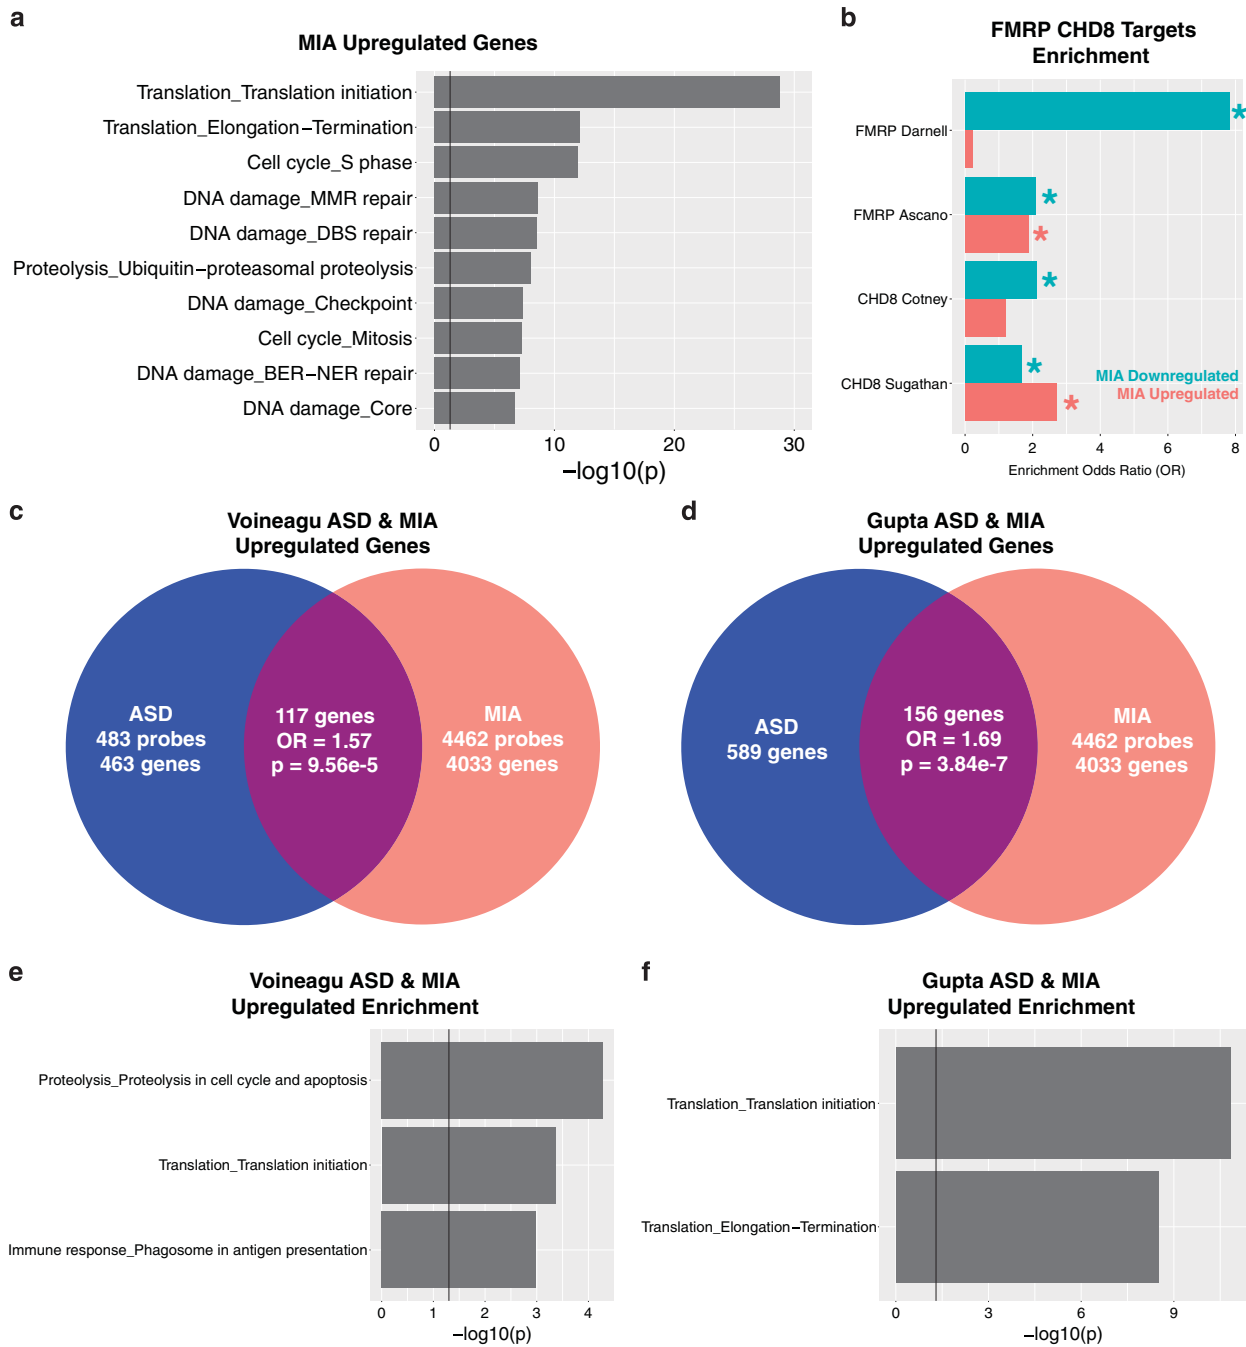 a
MIA Upregulated Genes
Translation_Translation initiation
Translation_Elongation−Termination
Cell cycle_S phase
DNA damage_MMR repair
DNA damage_DBS repair
Proteolysis_Ubiquitin−proteasomal proteolysis
DNA damage_Checkpoint
Cell cycle_Mitosis
DNA damage_BER−NER repair
DNA damage_Core
0 10 20 30
−log10(p)
b
FMRP CHD8 Targets
Enrichment
FMRP Darnell
*
FMRP Ascano
*
*
CHD8 Cotney
*
CHD8 Sugathan
*
*
MIA Downregulated
MIA Upregulated
0 2 4 6 8
Enrichment Odds Ratio (OR)
c
Voineagu ASD & MIA
Upregulated Genes
ASD
483 probes
463 genes
117 genes
OR = 1.57
p = 9.56e-5
MIA
4462 probes
4033 genes
d
Gupta ASD & MIA
Upregulated Genes
ASD
589 genes
156 genes
OR = 1.69
p = 3.84e-7
MIA
4462 probes
4033 genes
e
Voineagu ASD & MIA
Upregulated Enrichment
Proteolysis_Proteolysis in cell cycle and apoptosis
Translation_Translation initiation
Immune response_Phagosome in antigen presentation
0 1 2 3 4
−log10(p)
f
Gupta ASD & MIA
Upregulated Enrichment
Translation_Translation initiation
Translation_Elongation−Termination
0 3 6 9
−log10(p)